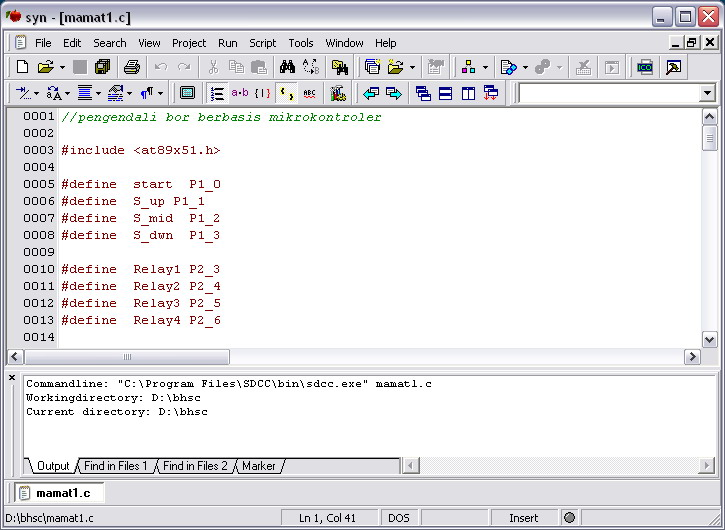 syn - [mamat1.c]
File Edit Search View Project Run Script Tools Window Help
a·b {|} ABC ICO
0001 //pengendali bor berbasis mikrokontroler
0002
0003 #include <at89x51.h>
0004
0005 #define start P1_0
0006 #define S_up P1_1
0007 #define S_mid P1_2
0008 #define S_dwn P1_3
0009
0010 #define Relay1 P2_3
0011 #define Relay2 P2_4
0012 #define Relay3 P2_5
0013 #define Relay4 P2_6
0014
Commandline: "C:\Program Files\SDCC\bin\sdcc.exe" mamat1.c
Workingdirectory: D:\bhsc
Current directory: D:\bhsc
Output Find in Files 1 Find in Files 2 Marker
mamat1.c
D:\bhsc\mamat1.c Ln 1, Col 41 DOS Insert